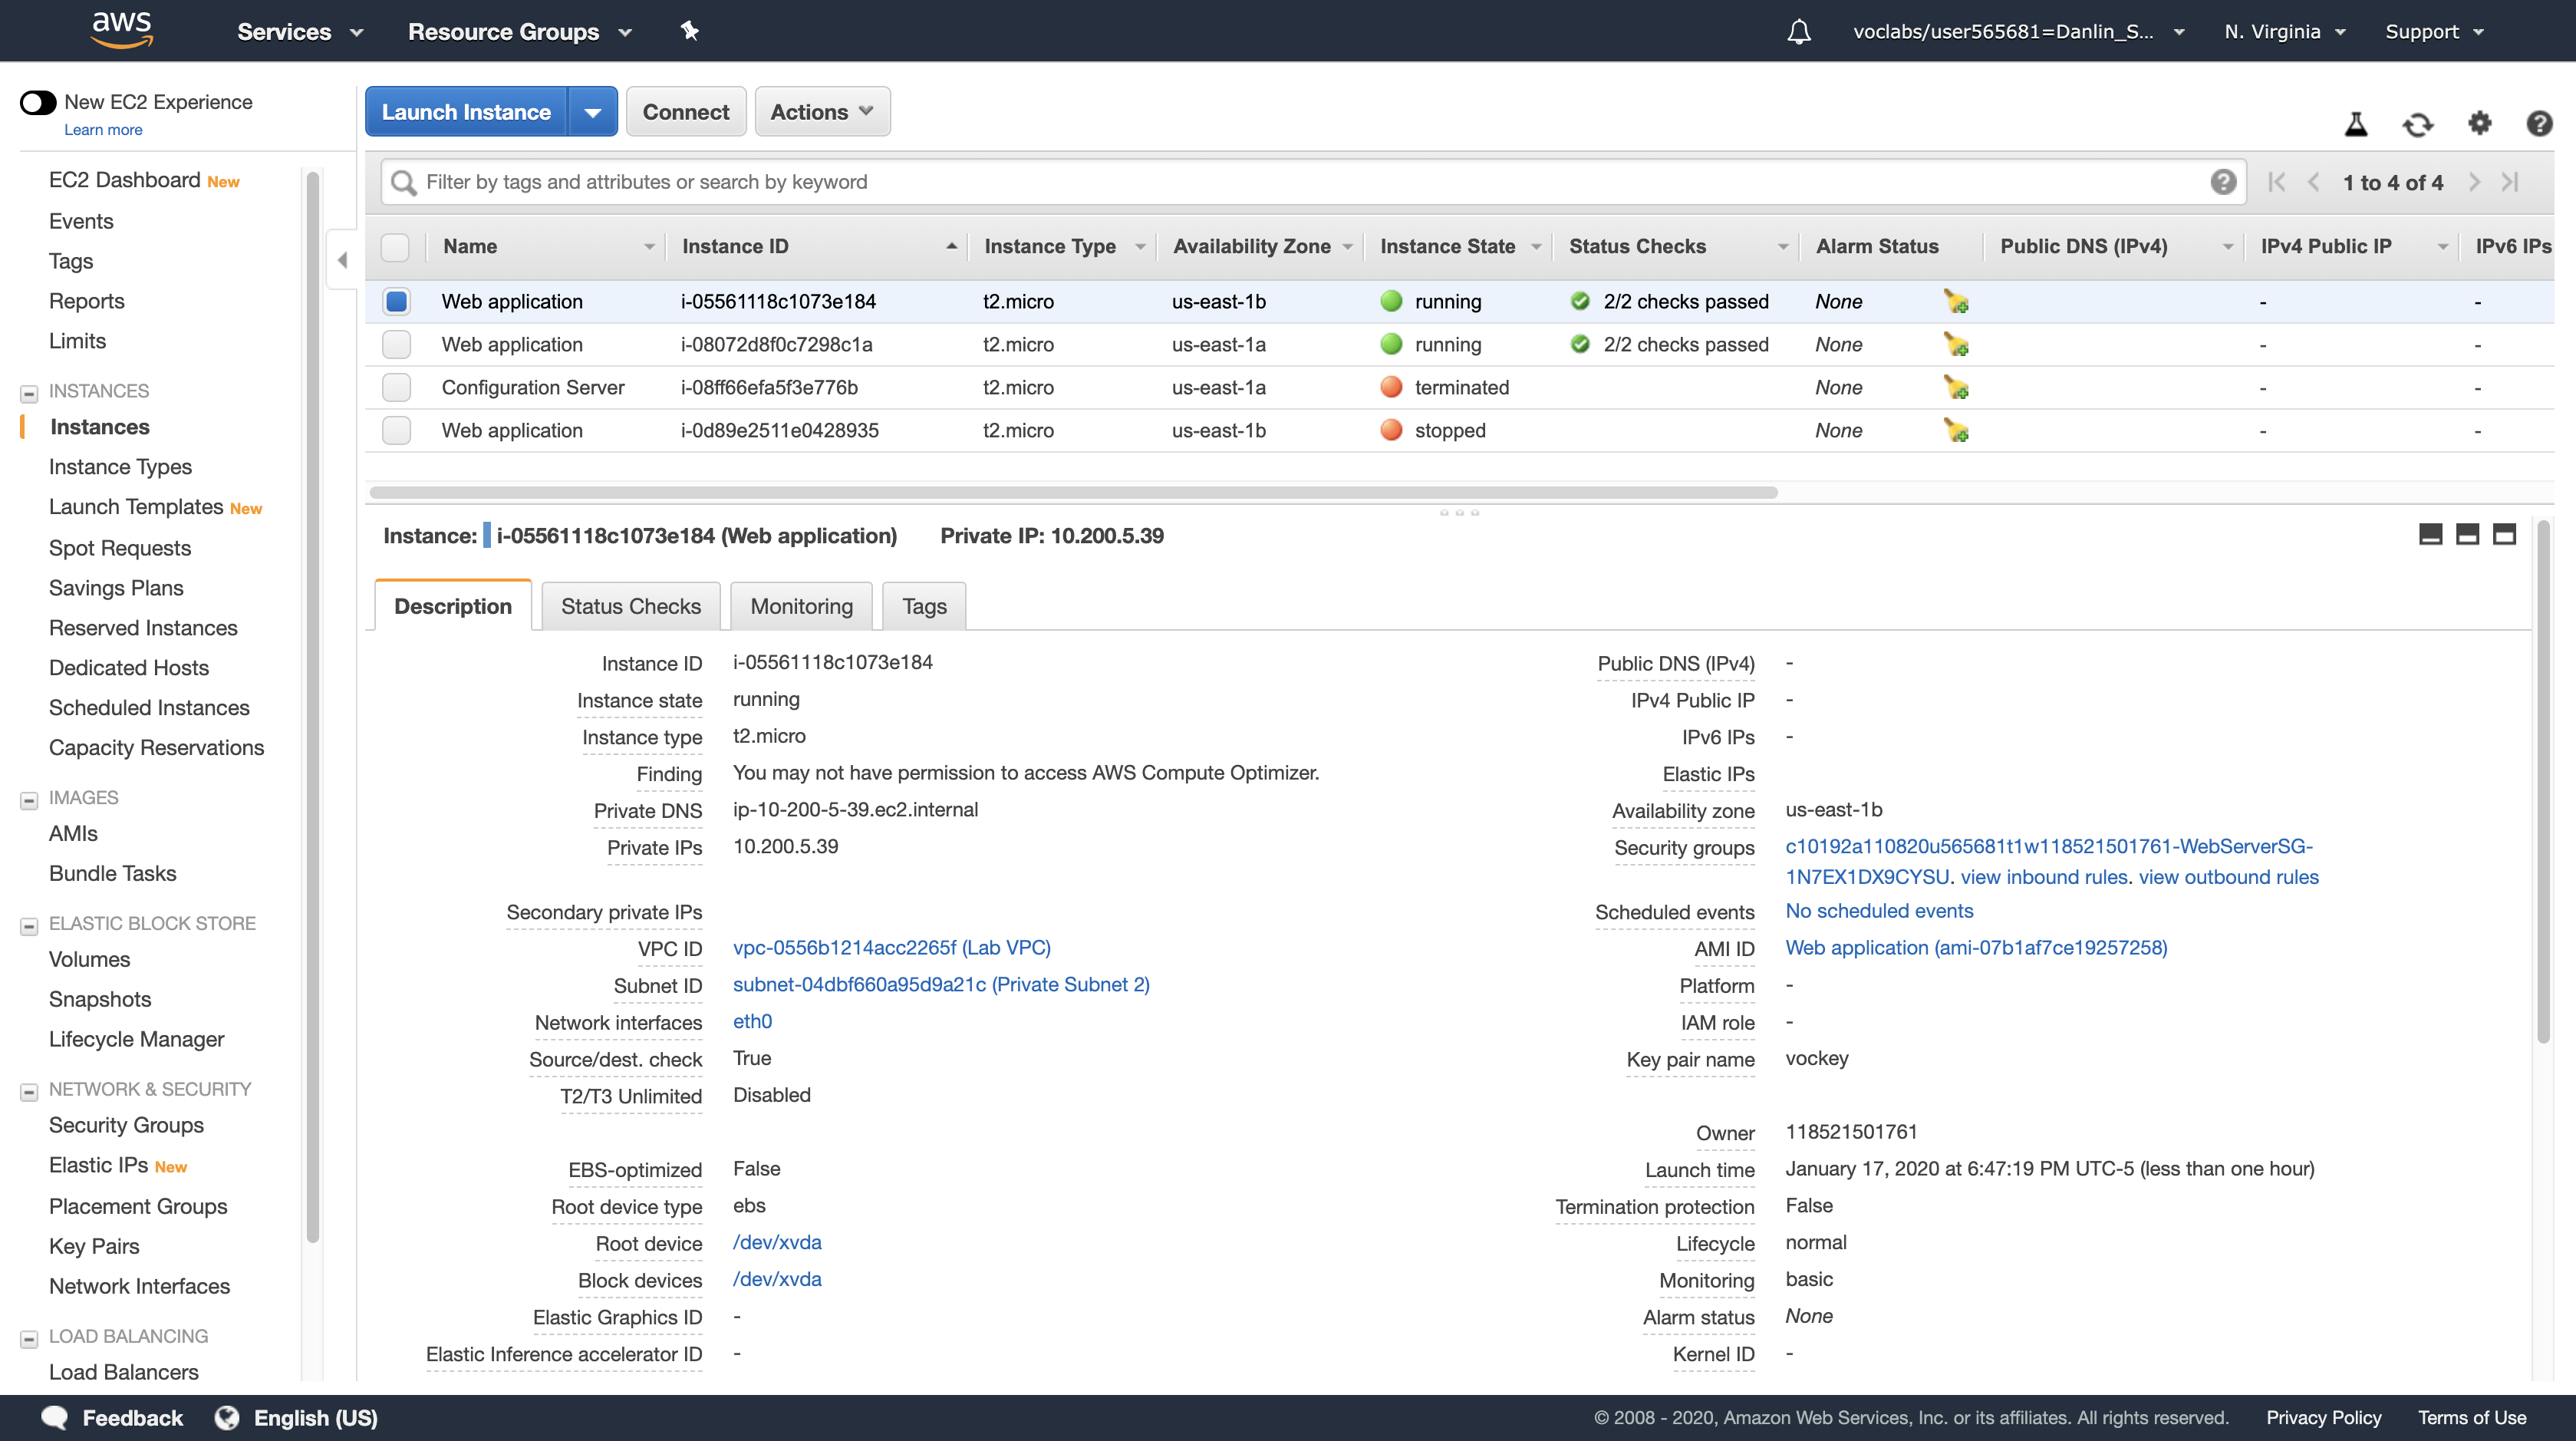 aws Services Resource Groups voclabs/user565681=Danlin_S... N. Virginia Support
New EC2 Experience
Learn more
EC2 Dashboard New
Events
Tags
Reports
Limits
INSTANCES
Instances
Instance Types
Launch Templates New
Spot Requests
Savings Plans
Reserved Instances
Dedicated Hosts
Scheduled Instances
Capacity Reservations
IMAGES
AMIs
Bundle Tasks
ELASTIC BLOCK STORE
Volumes
Snapshots
Lifecycle Manager
NETWORK & SECURITY
Security Groups
Elastic IPs New
Placement Groups
Key Pairs
Network Interfaces
LOAD BALANCING
Load Balancers
Launch Instance Connect Actions
Filter by tags and attributes or search by keyword 1 to 4 of 4
Name Instance ID Instance Type Availability Zone Instance State Status Checks Alarm Status Public DNS (IPv4) IPv4 Public IP IPv6 IPs
Web application i-05561118c1073e184 t2.micro us-east-1b running 2/2 checks passed None - -
Web application i-08072d8f0c7298c1a t2.micro us-east-1a running 2/2 checks passed None - -
Configuration Server i-08ff66efa5f3e776b t2.micro us-east-1a terminated None - -
Web application i-0d89e2511e0428935 t2.micro us-east-1b stopped None - -
Instance: i-05561118c1073e184 (Web application) Private IP: 10.200.5.39
Description Status Checks Monitoring Tags
Instance ID i-05561118c1073e184
Instance state running
Instance type t2.micro
Finding You may not have permission to access AWS Compute Optimizer.
Private DNS ip-10-200-5-39.ec2.internal
Private IPs 10.200.5.39
Secondary private IPs
VPC ID vpc-0556b1214acc2265f (Lab VPC)
Subnet ID subnet-04dbf660a95d9a21c (Private Subnet 2)
Network interfaces eth0
Source/dest. check True
T2/T3 Unlimited Disabled
EBS-optimized False
Root device type ebs
Root device /dev/xvda
Block devices /dev/xvda
Elastic Graphics ID -
Elastic Inference accelerator ID -
Public DNS (IPv4) -
IPv4 Public IP -
IPv6 IPs -
Elastic IPs
Availability zone us-east-1b
Security groups c10192a110820u565681t1w118521501761-WebServerSG-
1N7EX1DX9CYSU. view inbound rules. view outbound rules
Scheduled events No scheduled events
AMI ID Web application (ami-07b1af7ce19257258)
Platform -
IAM role -
Key pair name vockey
Owner 118521501761
Launch time January 17, 2020 at 6:47:19 PM UTC-5 (less than one hour)
Termination protection False
Lifecycle normal
Monitoring basic
Alarm status None
Kernel ID -
Feedback English (US) © 2008 - 2020, Amazon Web Services, Inc. or its affiliates. All rights reserved. Privacy Policy Terms of Use